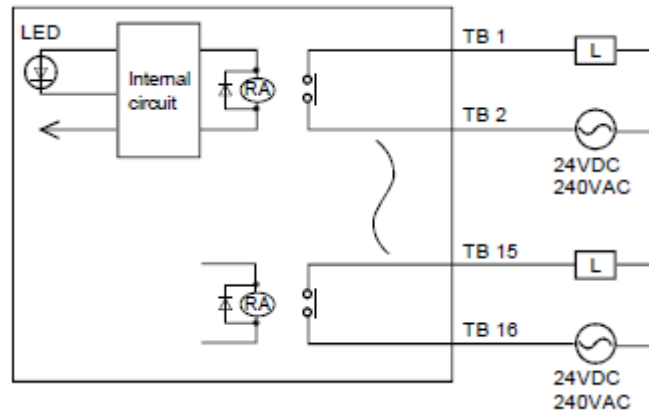 LED
Internal
circuit
RA
TB 1
L
TB 2
24VDC
240VAC
RA
TB 15
L
TB 16
24VDC
240VAC